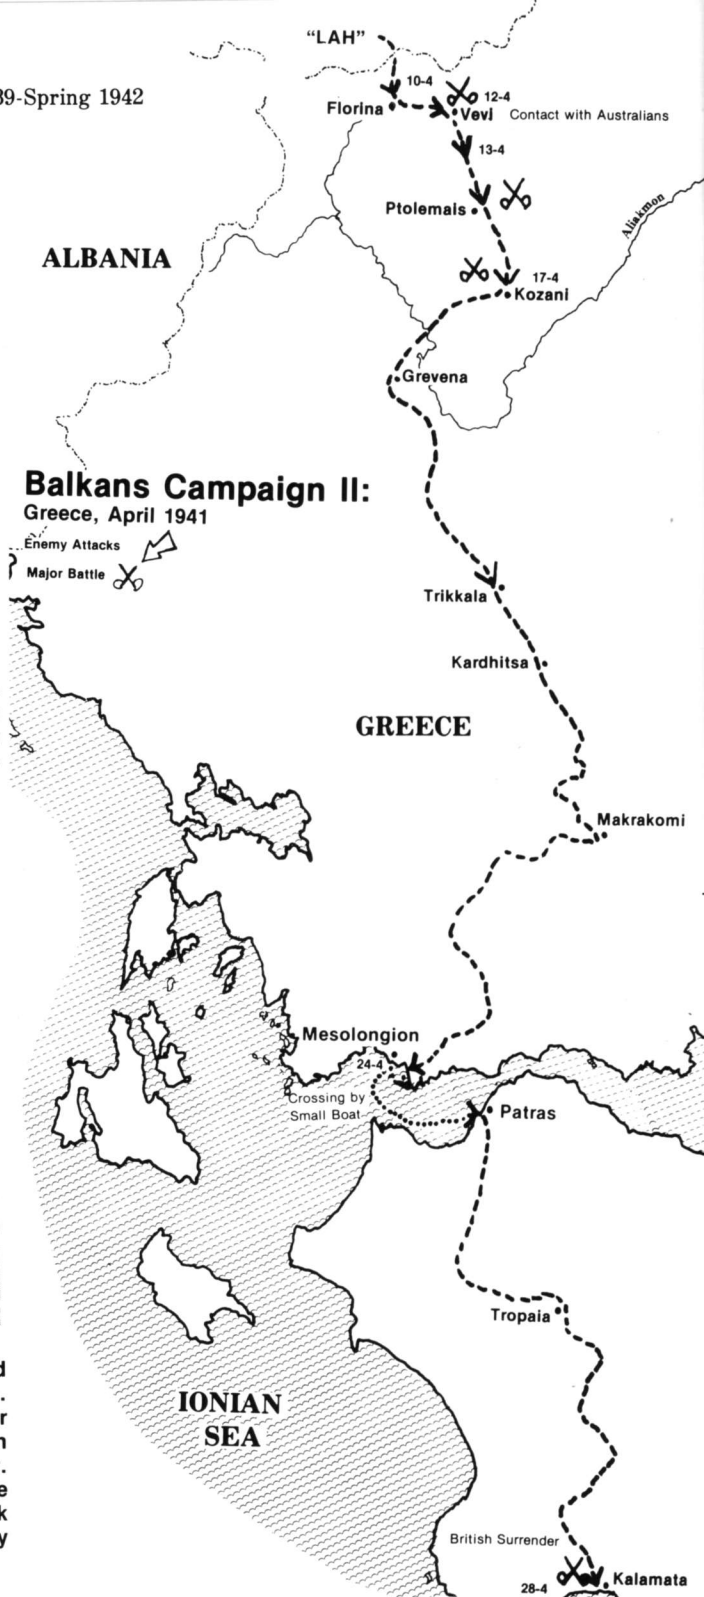 "LAH"
39-Spring 1942
10-4
12-4
Florina
Vevi
Contact with Australians
13-4
Ptolemais
Aliakmon
ALBANIA
17-4
Kozani
Grevena
Balkans Campaign II:
Greece, April 1941
Enemy Attacks
Major Battle
Trikkala
Kardhitsa
GREECE
Makrakomi
Mesolongion
24-4
Crossing by
Small Boat
Patras
Tropaia
IONIAN
SEA
British Surrender
28-4
Kalamata